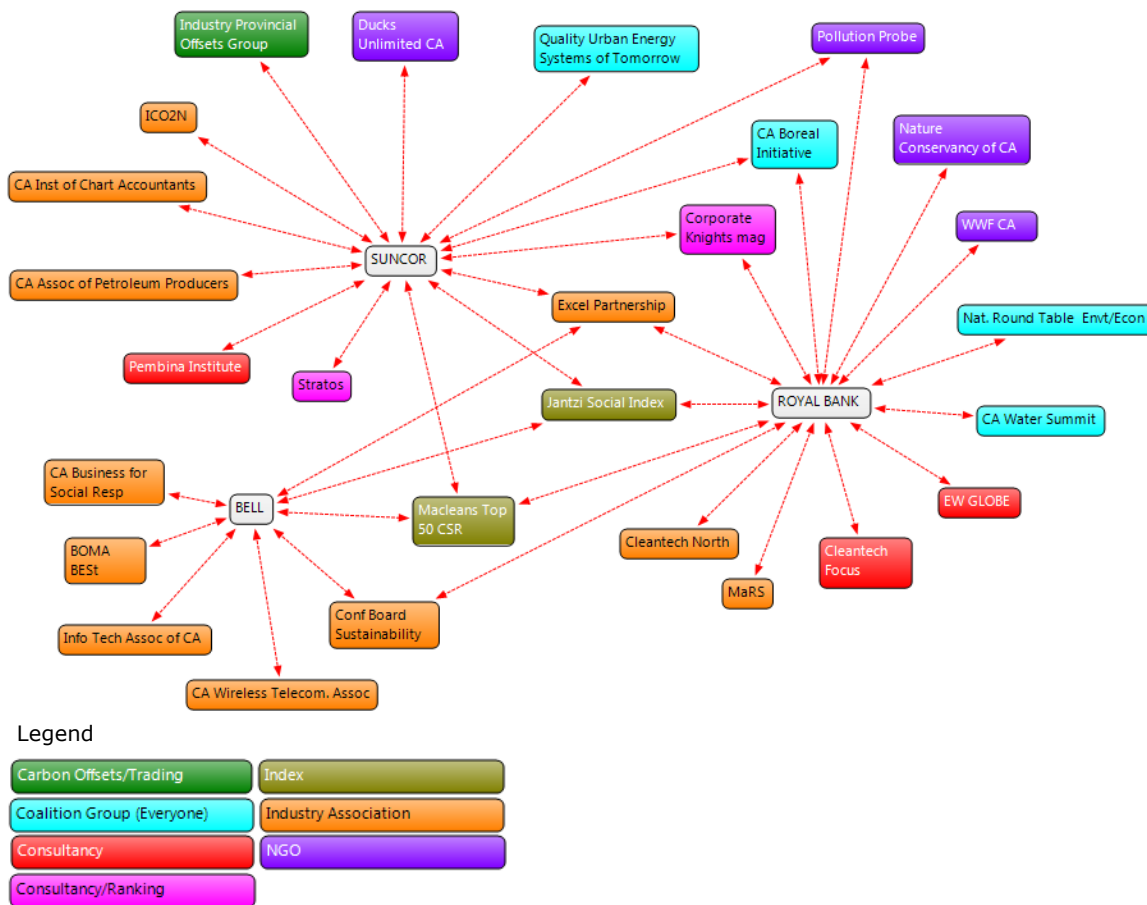 Industry Provincial
Offsets Group
Ducks
Unlimited CA
Quality Urban Energy
Systems of Tomorrow
Pollution Probe
ICO2N
CA Boreal
Initiative
Nature
Conservancy of CA
CA Inst of Chart Accountants
Corporate
Knights mag
WWF CA
SUNCOR
CA Assoc of Petroleum Producers
Excel Partnership
Nat. Round Table  Envt/Econ
Pembina Institute
Stratos
Jantzi Social Index
ROYAL BANK
CA Water Summit
CA Business for
Social Resp
BELL
Macleans Top
50 CSR
EW GLOBE
BOMA
BESt
Cleantech North
Cleantech
Focus
MaRS
Info Tech Assoc of CA
Conf Board
Sustainability
CA Wireless Telecom. Assoc
Legend
Carbon Offsets/Trading
Index
Coalition Group (Everyone)
Industry Association
Consultancy
NGO
Consultancy/Ranking